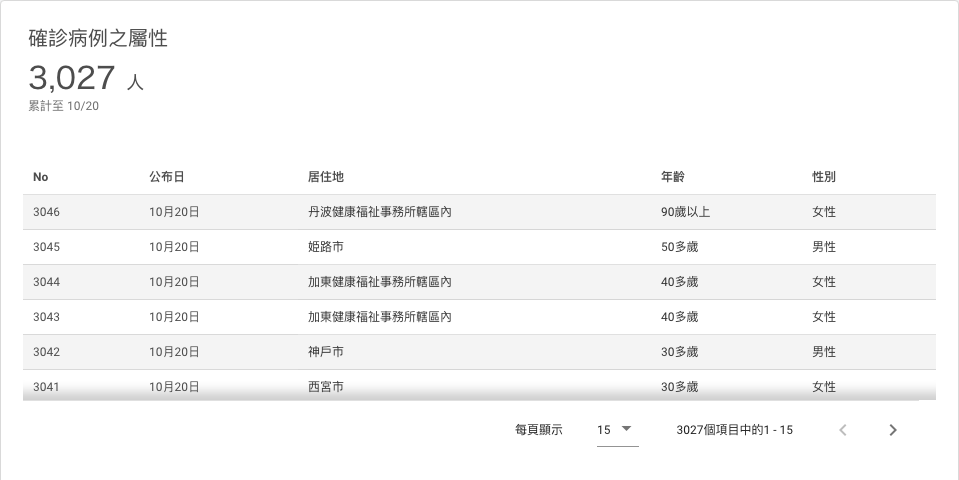 確診病例之屬性
3,027 人
累計至 10/20
No 公布日 居住地 年齡 性別
3046 10月20日 丹波健康福祉事務所轄區內 90歲以上 女性
3045 10月20日 姬路市 50多歲 男性
3044 10月20日 加東健康福祉事務所轄區內 40多歲 女性
3043 10月20日 加東健康福祉事務所轄區內 40多歲 女性
3042 10月20日 神戶市 30多歲 男性
3041 10月20日 西宮市 30多歲 女性
每頁顯示 15 3027個項目中的1 - 15